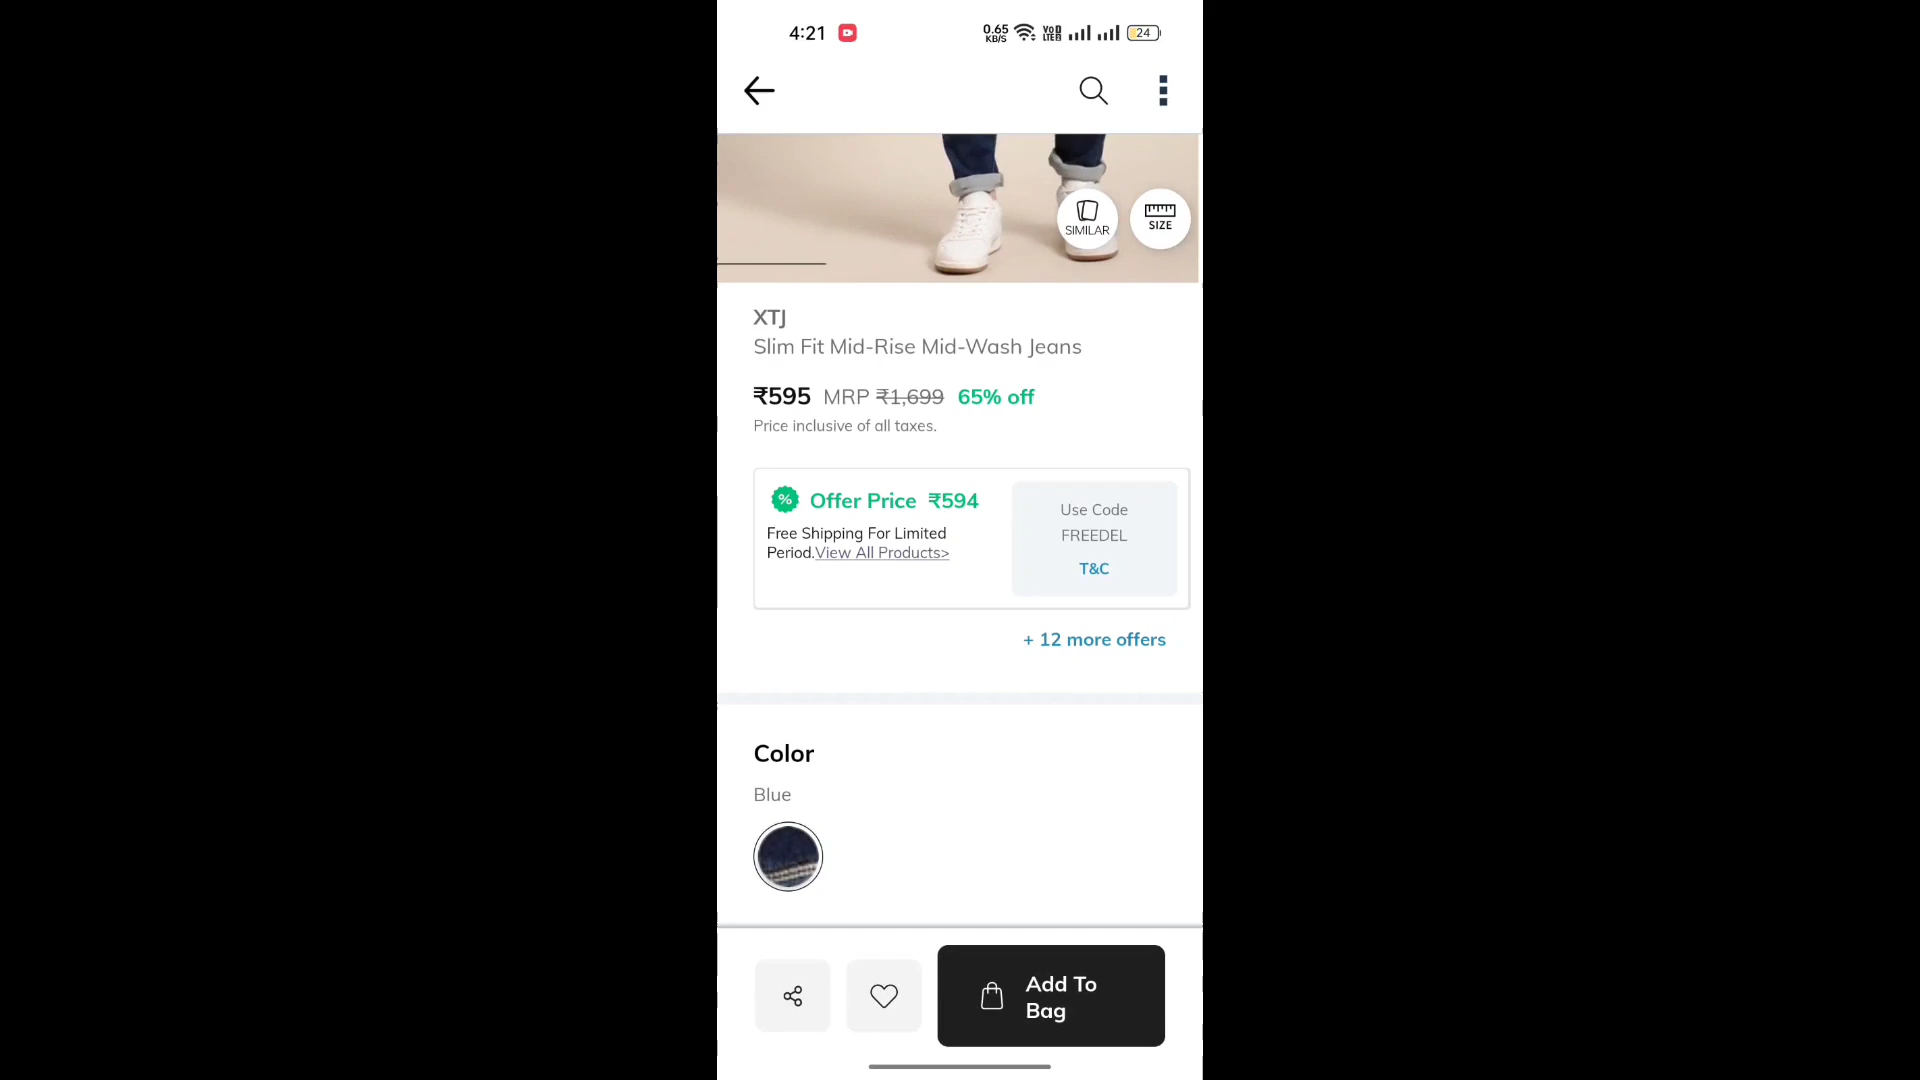 4:21
0.65 KB/S
24
SIMILAR
SIZE
XTJ
Slim Fit Mid-Rise Mid-Wash Jeans
₹595 MRP ₹1,699 65% off
Price inclusive of all taxes.
% Offer Price ₹594
Free Shipping For Limited
Period.View All Products>
Use Code
FREEDEL
T&C
+ 12 more offers
Color
Blue
Add To
Bag